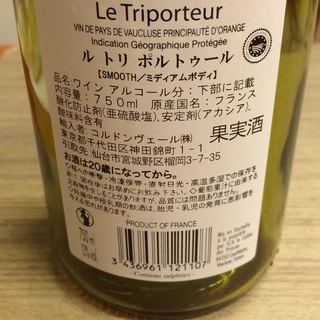 Le Triporteur
VIN DE PAYS DE VAUCLUSE PRINCIPAUTÉ D'ORANGE
Indication Géographique Protégée
ル トリ ポルトゥール
【SMOOTH/ミディアムボディ】
品名:ワイン アルコール分:下部に記載
内容量:750ml 原産国名:フランス
酸化防止剤(亜硫酸塩)、安定剤(アカシア)、
酸味料含有
輸入者:コルドンヴェール㈱ 果実酒
東京都千代田区神田錦町1-1
引取先:仙台市宮城野区榴岡3-7-35
お酒は20歳になってから。
PRODUCT OF FRANCE
750 ml
3 436961 121107
- Contains sulphites -